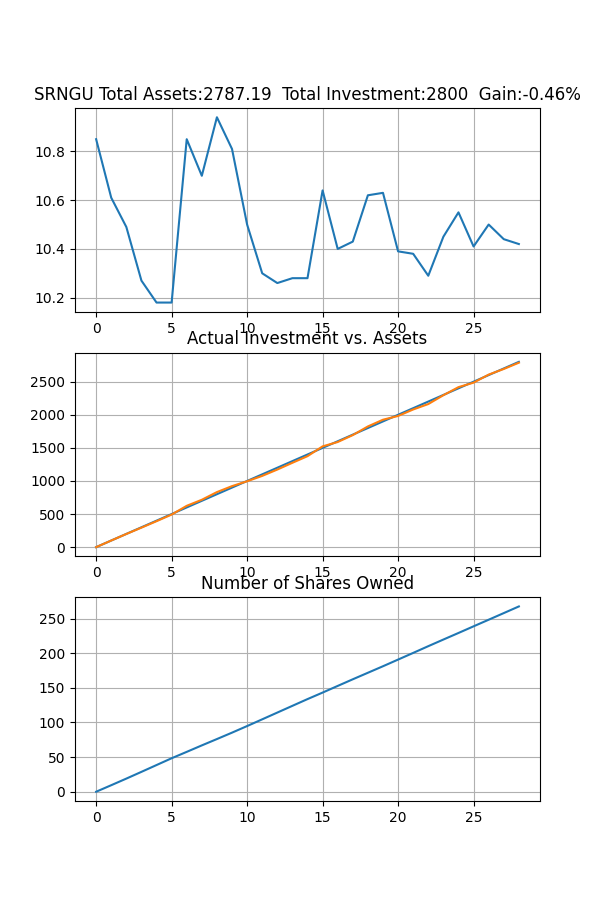 SRNGU Total Assets:2787.19  Total Investment:2800  Gain:-0.46%
10.8
10.6
10.4
10.2
0 5 10 15 20 25
Actual Investment vs. Assets
2500
2000
1500
1000
500
0
0 5 10 15 20 25
Number of Shares Owned
250
200
150
100
50
0
0 5 10 15 20 25